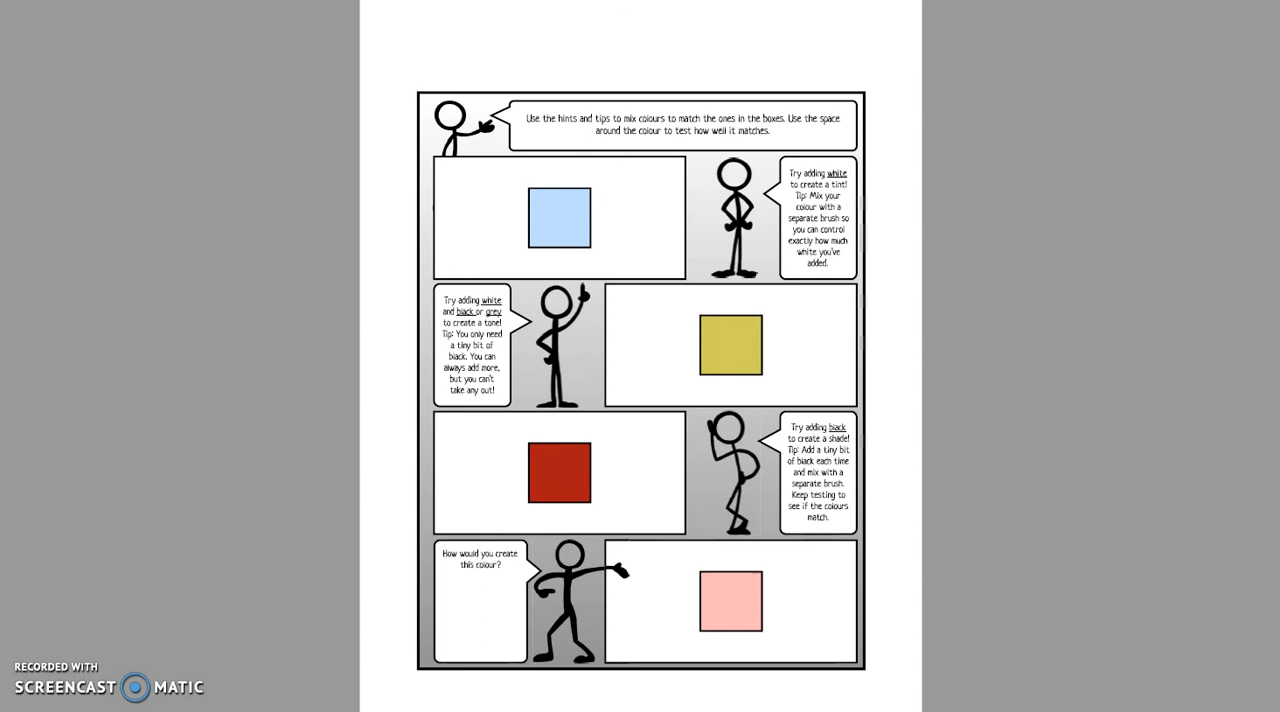 Use the hints and tips to mix colours to match the ones in the boxes. Use the space
around the colour to test how well it matches.
Try adding white
to create a tint!
Tip: Mix your
colour with a
separate brush so
you can control
exactly how much
white you've
added.
Try adding white
and black or grey
to create a tone!
Tip: You only need
a tiny bit of
black. You can
always add more,
but you can't
take any out!
Try adding black
to create a shade!
Tip: Add a tiny bit
of black each time
and mix with a
separate brush.
Keep testing to
see if the colours
match.
How would you create
this colour?
RECORDED WITH
SCREENCAST MATIC